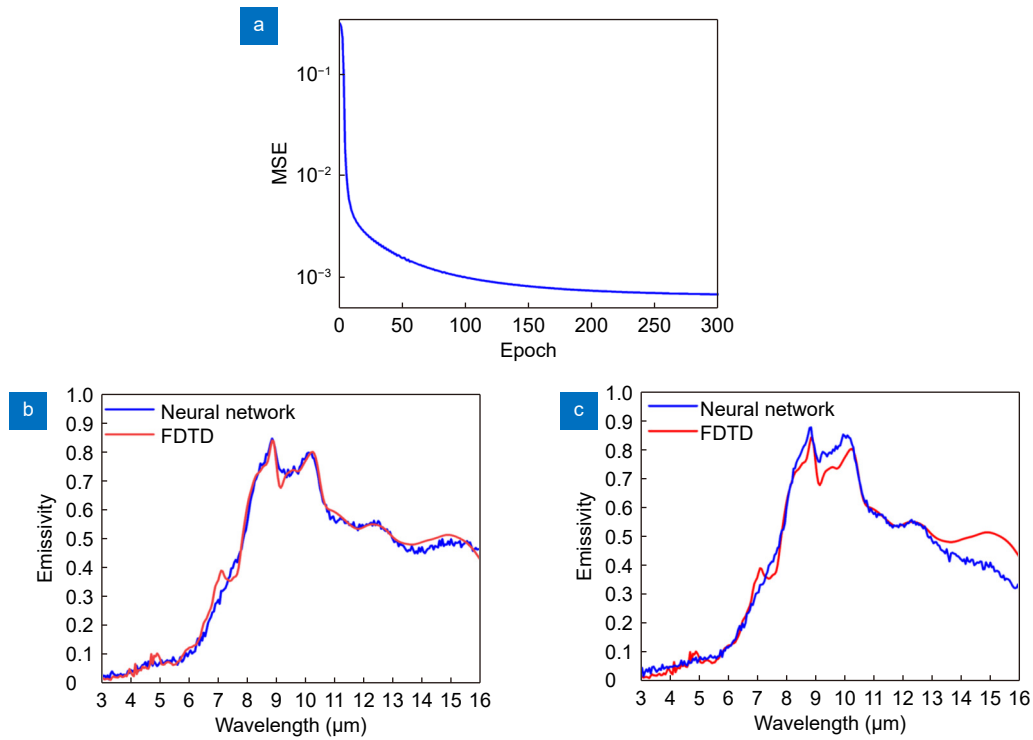 a
10⁻¹
10⁻²
10⁻³
MSE
0 50 100 150 200 250 300
Epoch
b
1.0
0.9
0.8
0.7
0.6
0.5
0.4
0.3
0.2
0.1
0
Emissivity
Neural network
FDTD
3 4 5 6 7 8 9 10 11 12 13 14 15 16
Wavelength (μm)
c
1.0
0.9
0.8
0.7
0.6
0.5
0.4
0.3
0.2
0.1
0
Emissivity
Neural network
FDTD
3 4 5 6 7 8 9 10 11 12 13 14 15 16
Wavelength (μm)